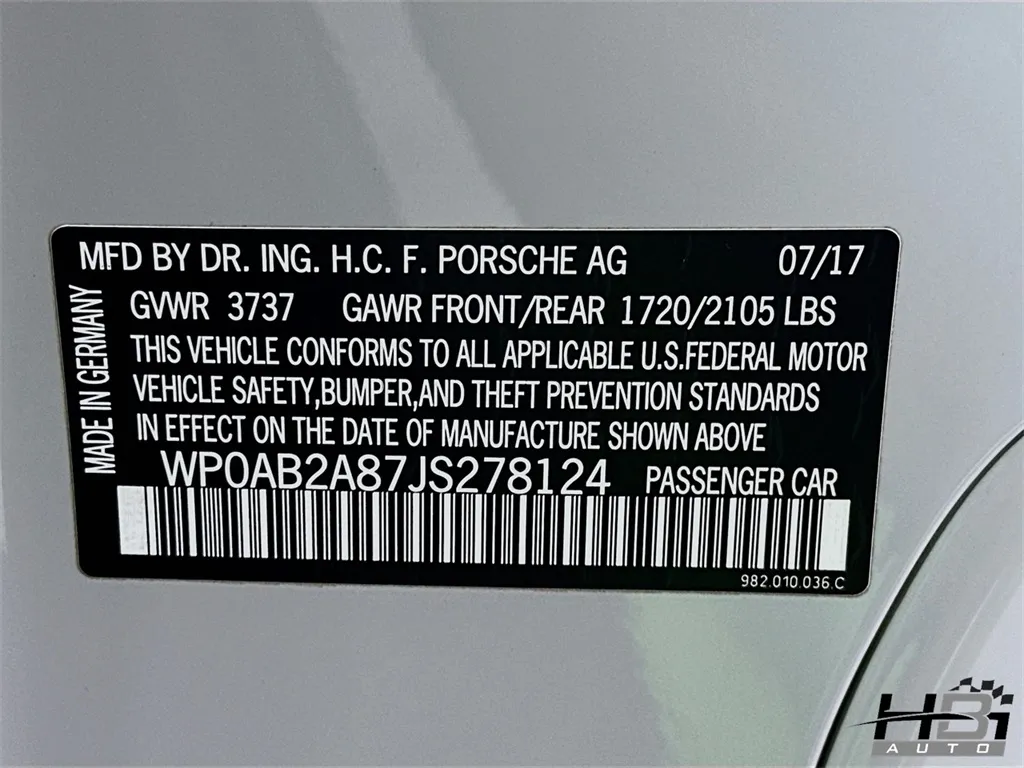 MFD BY DR. ING. H.C. F. PORSCHE AG 07/17
GVWR 3737 GAWR FRONT/REAR 1720/2105 LBS
THIS VEHICLE CONFORMS TO ALL APPLICABLE U.S.FEDERAL MOTOR
VEHICLE SAFETY,BUMPER,AND THEFT PREVENTION STANDARDS
IN EFFECT ON THE DATE OF MANUFACTURE SHOWN ABOVE
WP0AB2A87JS278124 PASSENGER CAR
982.010.036.C
MADE IN GERMANY
HBI
AUTO